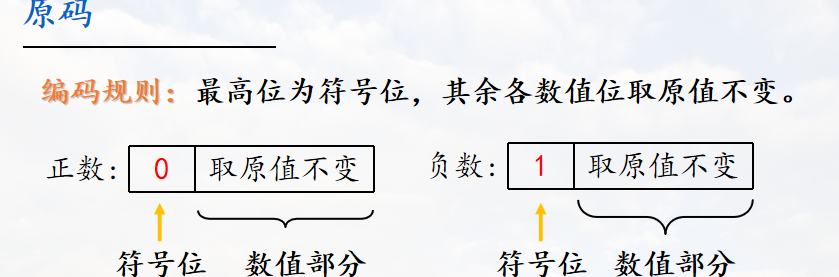 原码
编码规则：最高位为符号位，其余各数值位取原值不变。
正数： 0 取原值不变 负数： 1 取原值不变
符号位 数值部分 符号位 数值部分